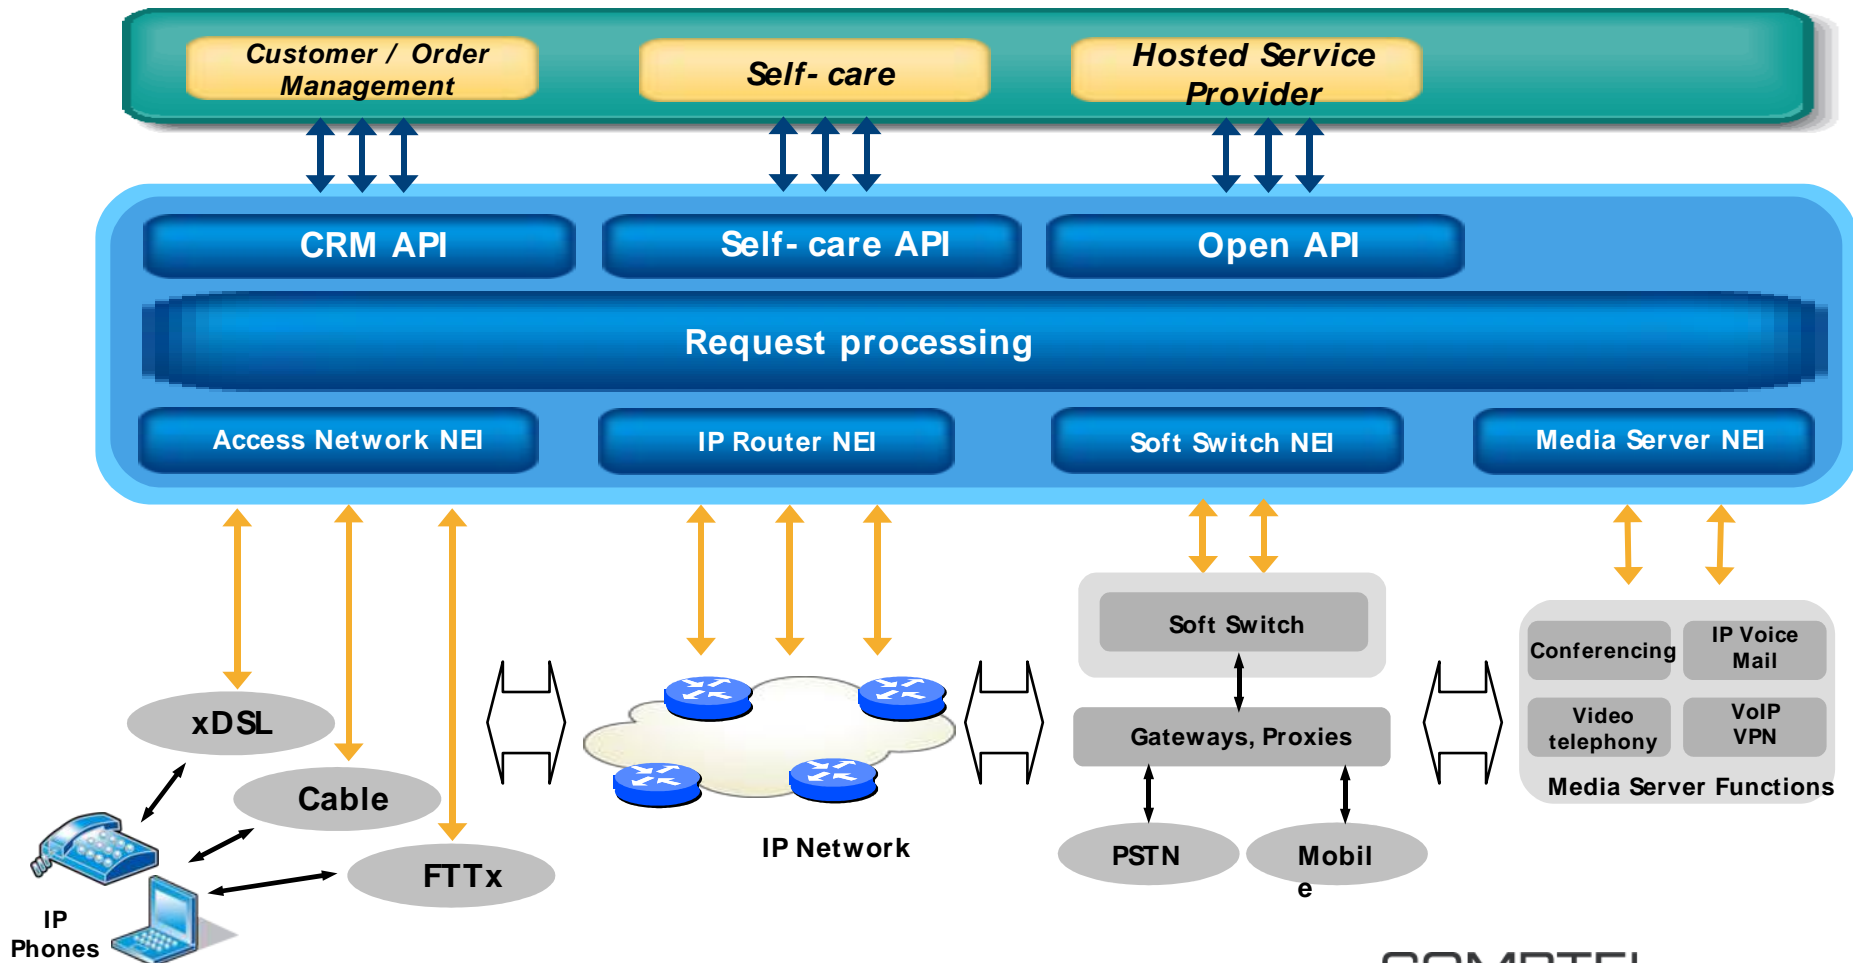 Customer / Order
Management
Self- care
Hosted Service
Provider
CRM API
Self- care API
Open API
Request processing
Access Network NEI
IP Router NEI
Soft Switch NEI
Media Server NEI
Soft Switch
Conferencing
IP Voice
Mail
xDSL
Gateways, Proxies
Video
telephony
VoIP
VPN
Media Server Functions
Cable
IP Network
PSTN
Mobil
e
FTTx
IP
Phones
COMPTEL